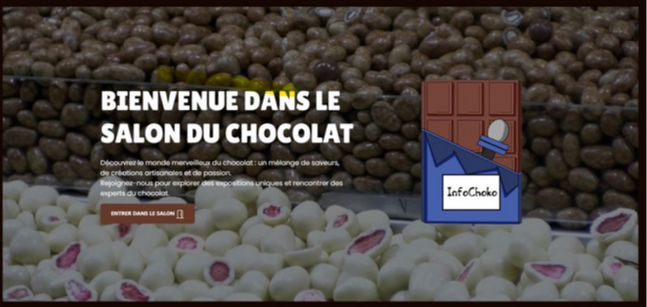 BIENVENUE DANS LE
SALON DU CHOCOLAT
Découvrez le monde merveilleux du chocolat : un mélange de saveurs,
de créations artisanales et de passion.
Rejoignez-nous pour explorer des expositions uniques et rencontrer des
experts du chocolat.
ENTRER DANS LE SALON
InfoChoko